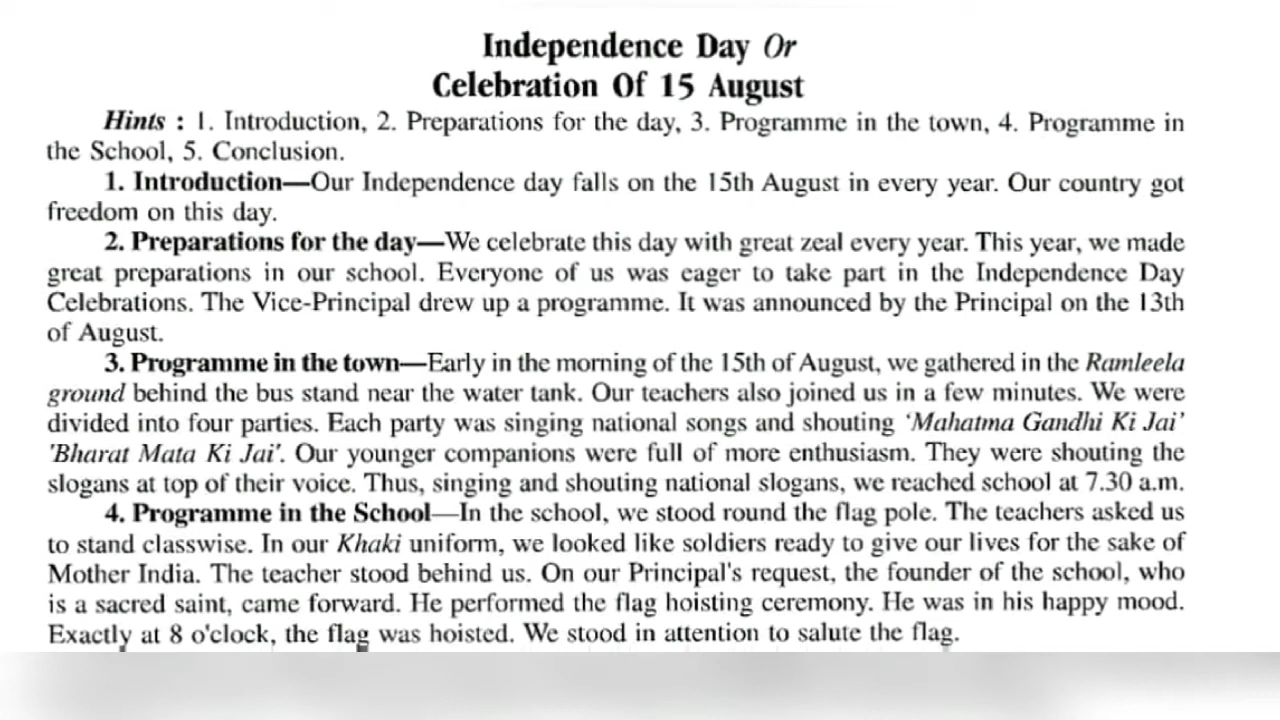 Independence Day Or
Celebration Of 15 August
Hints : 1. Introduction, 2. Preparations for the day, 3. Programme in the town, 4. Programme in
the School, 5. Conclusion.
1. Introduction—Our Independence day falls on the 15th August in every year. Our country got
freedom on this day.
2. Preparations for the day—We celebrate this day with great zeal every year. This year, we made
great preparations in our school. Everyone of us was eager to take part in the Independence Day
Celebrations. The Vice-Principal drew up a programme. It was announced by the Principal on the 13th
of August.
3. Programme in the town—Early in the morning of the 15th of August, we gathered in the Ramleela
ground behind the bus stand near the water tank. Our teachers also joined us in a few minutes. We were
divided into four parties. Each party was singing national songs and shouting ‘Mahatma Gandhi Ki Jai’
'Bharat Mata Ki Jai'. Our younger companions were full of more enthusiasm. They were shouting the
slogans at top of their voice. Thus, singing and shouting national slogans, we reached school at 7.30 a.m.
4. Programme in the School—In the school, we stood round the flag pole. The teachers asked us
to stand classwise. In our Khaki uniform, we looked like soldiers ready to give our lives for the sake of
Mother India. The teacher stood behind us. On our Principal's request, the founder of the school, who
is a sacred saint, came forward. He performed the flag hoisting ceremony. He was in his happy mood.
Exactly at 8 o'clock, the flag was hoisted. We stood in attention to salute the flag.